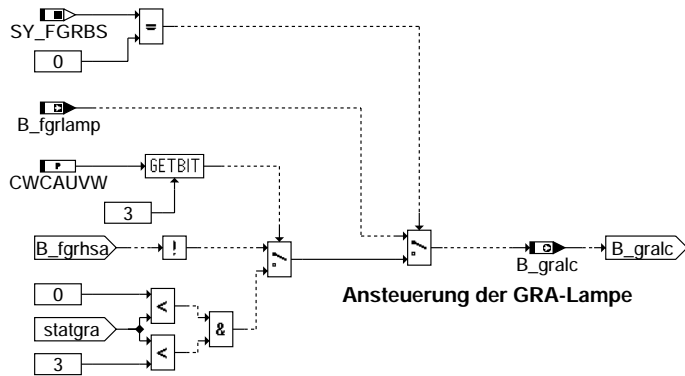 SY_FGRBS
=
0
B_fgrlamp
P
GETBIT
CWCAUVW
3
B_fgrhsa
!
B_gralc
B_gralc
Ansteuerung der GRA-Lampe
0
<
statgra
&
<
3